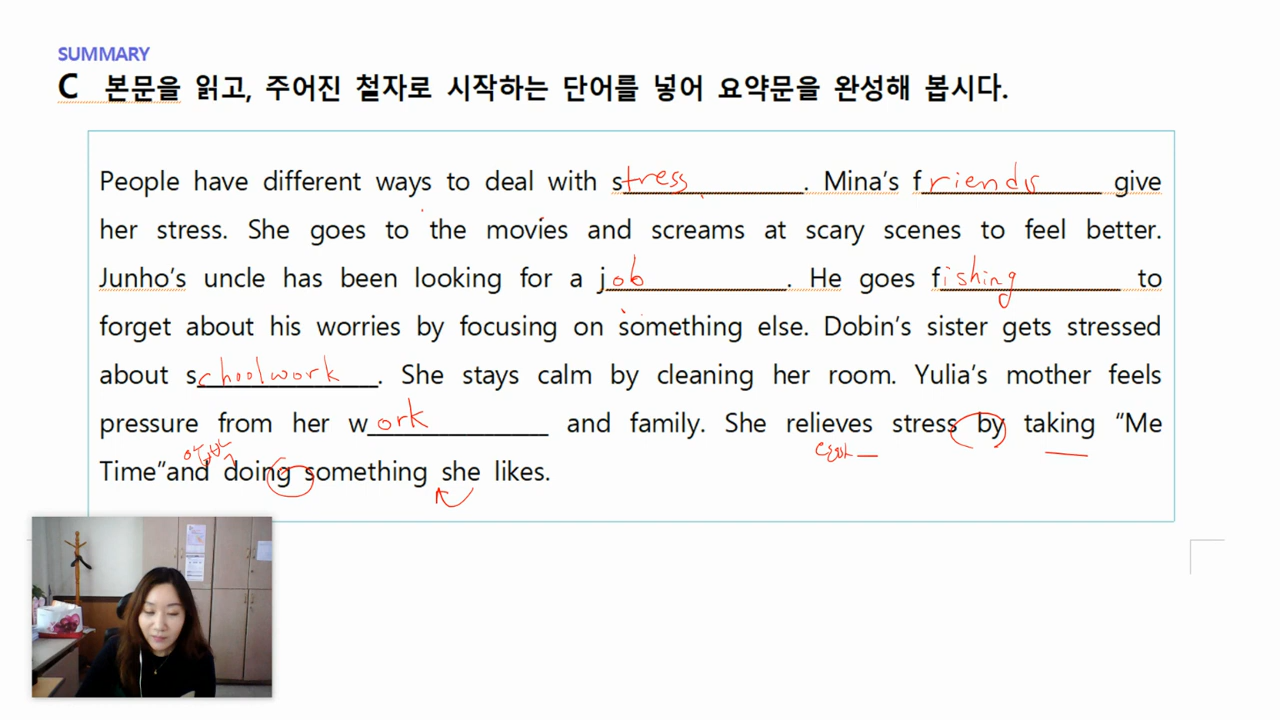 SUMMARY
C 본문을 읽고, 주어진 철자로 시작하는 단어를 넣어 요약문을 완성해 봅시다.
People have different ways to deal with stress. Mina's friends give
her stress. She goes to the movies and screams at scary scenes to feel better.
Junho's uncle has been looking for a job. He goes fishing to
forget about his worries by focusing on something else. Dobin's sister gets stressed
about schoolwork. She stays calm by cleaning her room. Yulia's mother feels
pressure from her work and family. She relieves stress by taking "Me
Time"and doing something she likes.